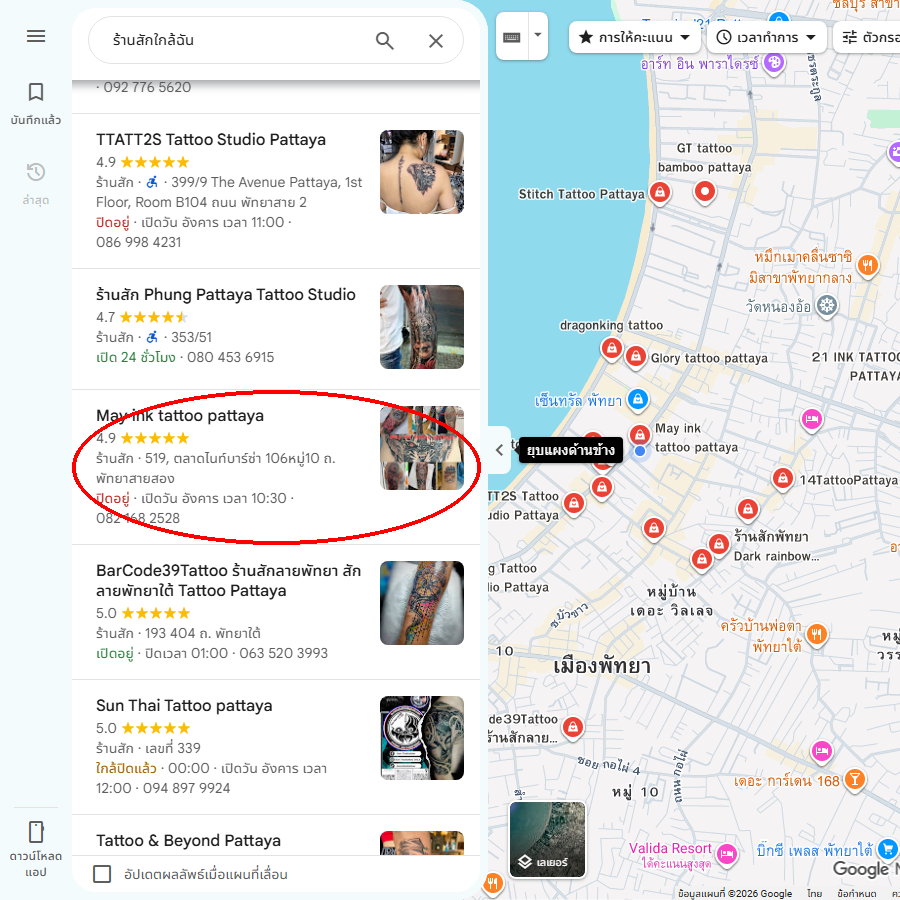 ร้านสักใกล้ฉัน
บันทึกแล้ว
ล่าสุด
ดาวน์โหลด
แอป
· 092 776 5620
TTATT2S Tattoo Studio Pattaya
4.9
ร้านสัก · · 399/9 The Avenue Pattaya, 1st
Floor, Room B104 ถนน พัทยาสาย 2
ปิดอยู่ · เปิดวัน อังคาร เวลา 11:00 ·
086 998 4231
ร้านสัก Phung Pattaya Tattoo Studio
4.7
ร้านสัก · · 353/51
เปิด 24 ชั่วโมง · 080 453 6915
May ink tattoo pattaya
4.9
ร้านสัก · 519, ตลาดไนท์บาร์ซ่า 106หมู่10 ถ.
พัทยาสายสอง
ปิดอยู่ · เปิดวัน อังคาร เวลา 10:30 ·
082 168 2528
BarCode39Tattoo ร้านสักลายพัทยา สัก
ลายพัทยาใต้ Tattoo Pattaya
5.0
ร้านสัก · 193 404 ถ. พัทยาใต้
เปิดอยู่ · ปิดเวลา 01:00 · 063 520 3993
Sun Thai Tattoo pattaya
5.0
ร้านสัก · เลขที่ 339
ใกล้ปิดแล้ว · 00:00 · เปิดวัน อังคาร เวลา
12:00 · 094 897 9924
Tattoo & Beyond Pattaya
อัปเดตผลลัพธ์เมื่อแผนที่เลื่อน
การให้คะแนน
เวลาทำการ
ตัวกรอ
อาร์ท อิน พาราไดรซ์
GT tattoo
bamboo pattaya
Stitch Tattoo Pattaya
หมึกเมาคลื่นซาซิ
มิสาขาพัทยากลาง
วัดหนองอ้อ
dragonking tattoo
Glory tattoo pattaya
21 INK TATTOO
PATTAYA
เซ็นทรัล พัทยา
May ink
tattoo pattaya
ยุบแผงด้านข้าง
14TattooPattaya
TT2S Tattoo
udio Pattaya
ร้านสักพัทยา
Dark rainbow...
g Tattoo
dio Pattaya
หมู่บ้าน
เดอะ วิลเลจ
ซ.บัวขาว
ครัวบ้านพ่อตา
พัทยาใต้
10
เมืองพัทยา
de39Tattoo
ร้านสักลาย...
ซอย กอไผ่ 4
ถนน กอไผ่
หมู่ 10
เดอะ การ์เดน 168
เลเยอร์
Valida Resort
ได้คะแนนสูงสุด
บิ๊กซี เพลส พัทยาใต้
Google
ข้อมูลแผนที่ ©2026 Google
ไทย
ข้อกำหนด